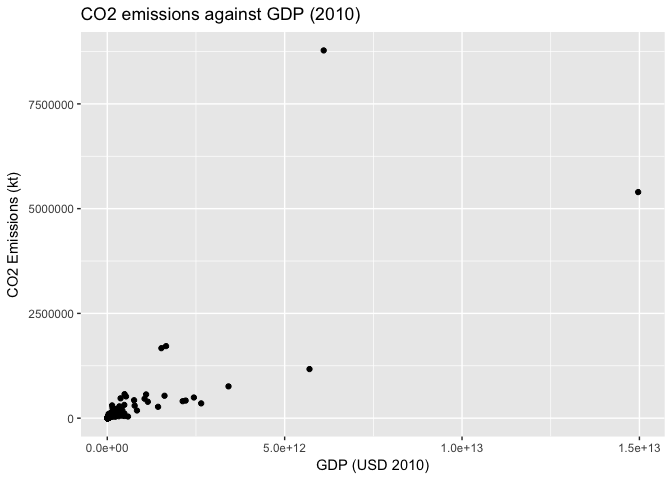 CO2 emissions against GDP (2010)
7500000
5000000
2500000
0
CO2 Emissions (kt)
0.0e+00 5.0e+12 1.0e+13 1.5e+13
GDP (USD 2010)